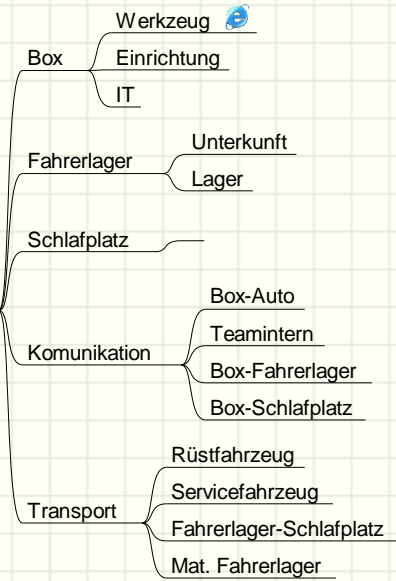 Box
Werkzeug
Einrichtung
IT
Fahrerlager
Unterkunft
Lager
Schlafplatz
Komunikation
Box-Auto
Teamintern
Box-Fahrerlager
Box-Schlafplatz
Transport
Rüstfahrzeug
Servicefahrzeug
Fahrerlager-Schlafplatz
Mat. Fahrerlager